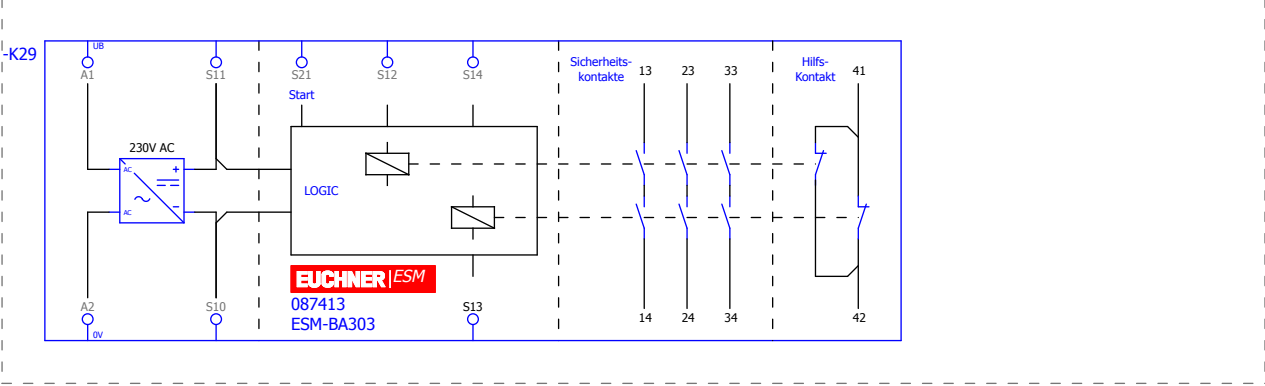 -K29
UB
A1
S11
S21
S12
S14
Start
Sicherheits-
kontakte
13
23
33
Hilfs-
Kontakt
41
230V AC
AC
+
AC
-
LOGIC
EUCHNER ESM
087413
ESM-BA303
A2
0V
S10
S13
14
24
34
42